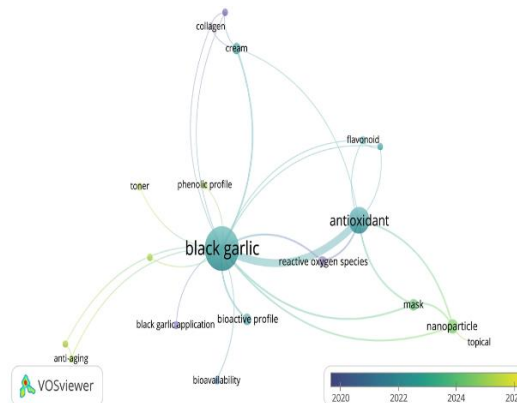 collagen
cream
flavonoid
toner
phenolic profile
antioxidant
black garlic
reactive oxygen species
mask
black garlic application
bioactive profile
nanoparticle
topical
anti-aging
bioavailability
VOSviewer
2020 2022 2024 202